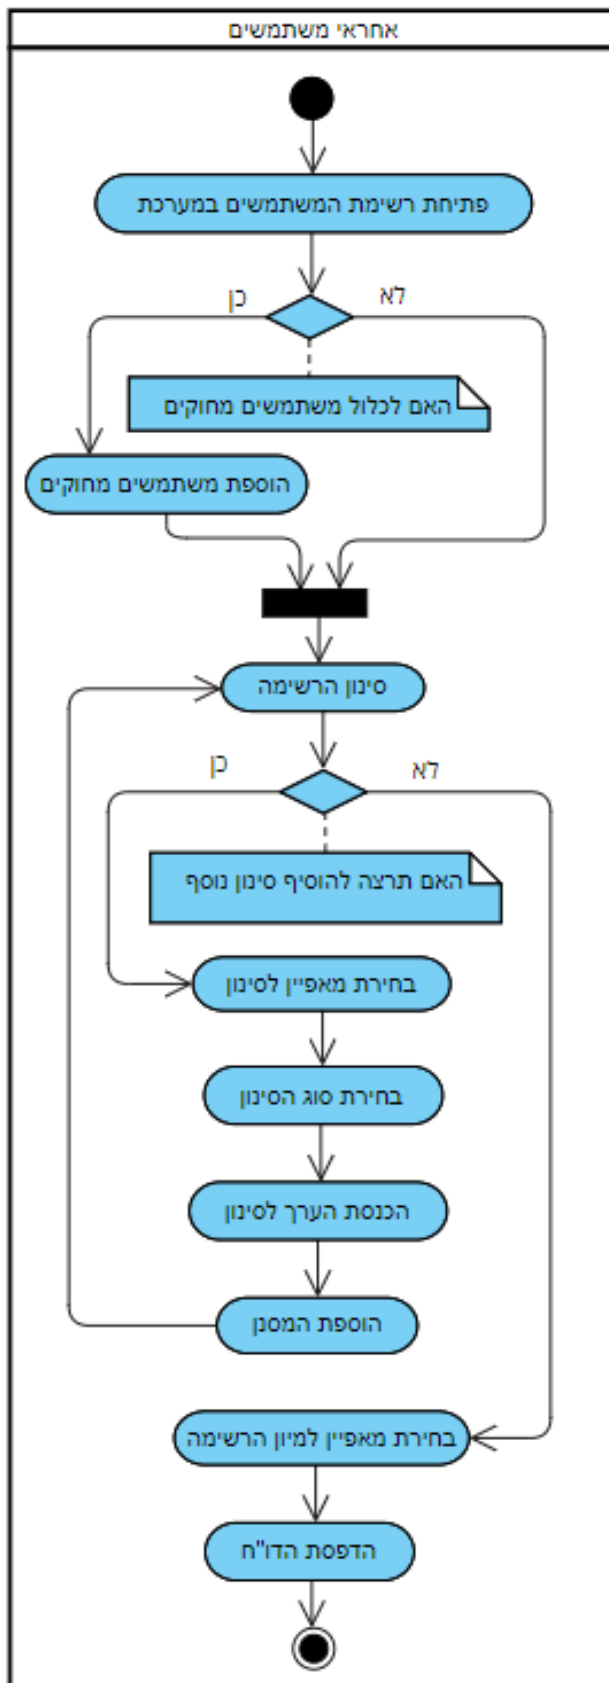 אחראי משתמשים
פתיחת רשימת המשתמשים במערכת
כן
לא
האם לכלול משתמשים מחוקים
הוספת משתמשים מחוקים
סינון הרשימה
כן
לא
האם תרצה להוסיף סינון נוסף
בחירת מאפיין לסינון
בחירת סוג הסינון
הכנסת הערך לסינון
הוספת המסנן
בחירת מאפיין למיון הרשימה
הדפסת הדו"ח